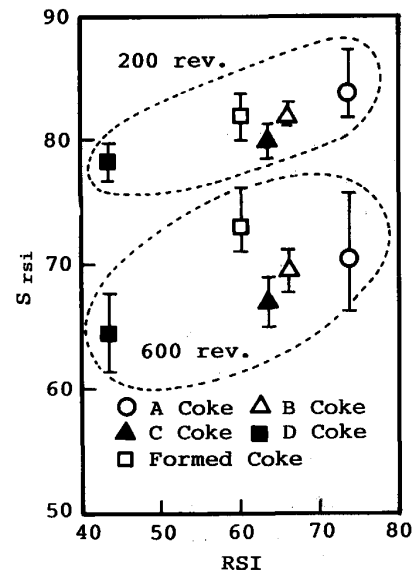 90
200 rev.
80
70
S rsi
600 rev.
60
A Coke B Coke
C Coke D Coke
Formed Coke
50
40 50 60 70 80
RSI